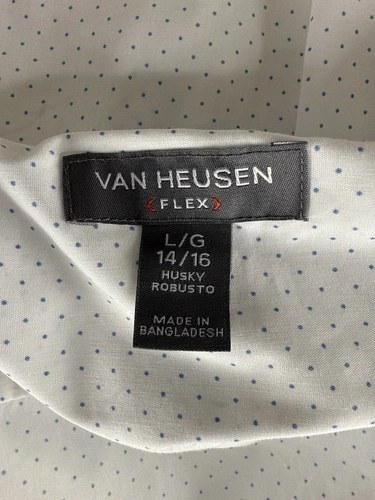 VAN HEUSEN
FLEX
L/G
14/16
HUSKY
ROBUSTO
MADE IN
BANGLADESH